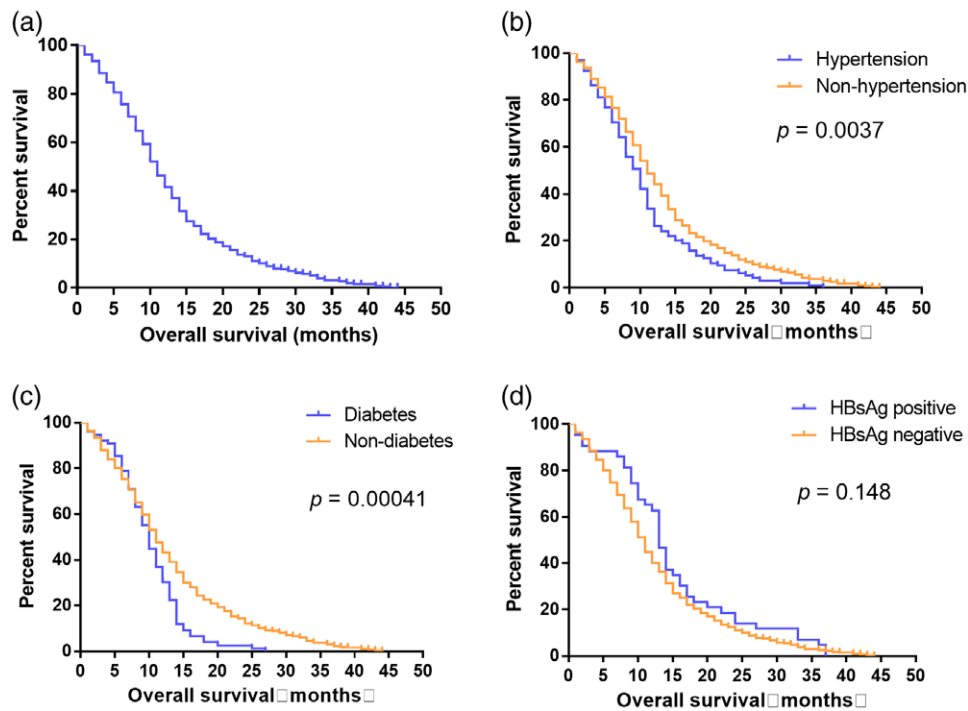 (a)
100
80
60
40
20
0
Percent survival
0 5 10 15 20 25 30 35 40 45
Overall survival (months)
(b)
Hypertension
Non-hypertension
p = 0.0037
100
80
60
40
20
0
Percent survival
0 5 10 15 20 25 30 35 40 45 50
Overall survival□months□
(c)
Diabetes
Non-diabetes
p = 0.00041
100
80
60
40
20
0
Percent survival
0 5 10 15 20 25 30 35 40 45 50
Overall survival□months□
(d)
HBsAg positive
HBsAg negative
p = 0.148
100
80
60
40
20
0
Percent survival
0 5 10 15 20 25 30 35 40 45 50
Overall survival□months□